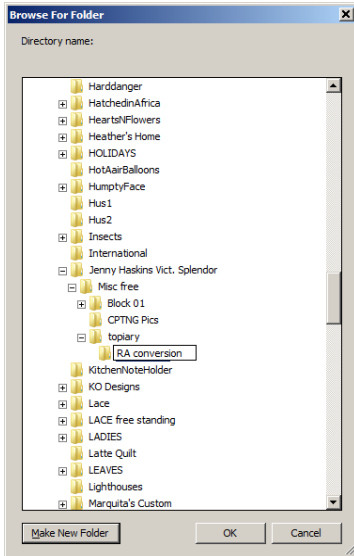 Browse For Folder
Directory name:
Harddanger
HatchedinAfrica
HeartsNFlowers
Heather's Home
HOLIDAYS
HotAairBalloons
HumptyFace
Hus1
Hus2
Insects
International
Jenny Haskins Vict. Splendor
Misc free
Block 01
CPTNG Pics
topiary
RA conversion
KitchenNoteHolder
KO Designs
Lace
LACE free standing
LADIES
Latte Quilt
LEAVES
Lighthouses
Marquita's Custom
Make New Folder OK Cancel